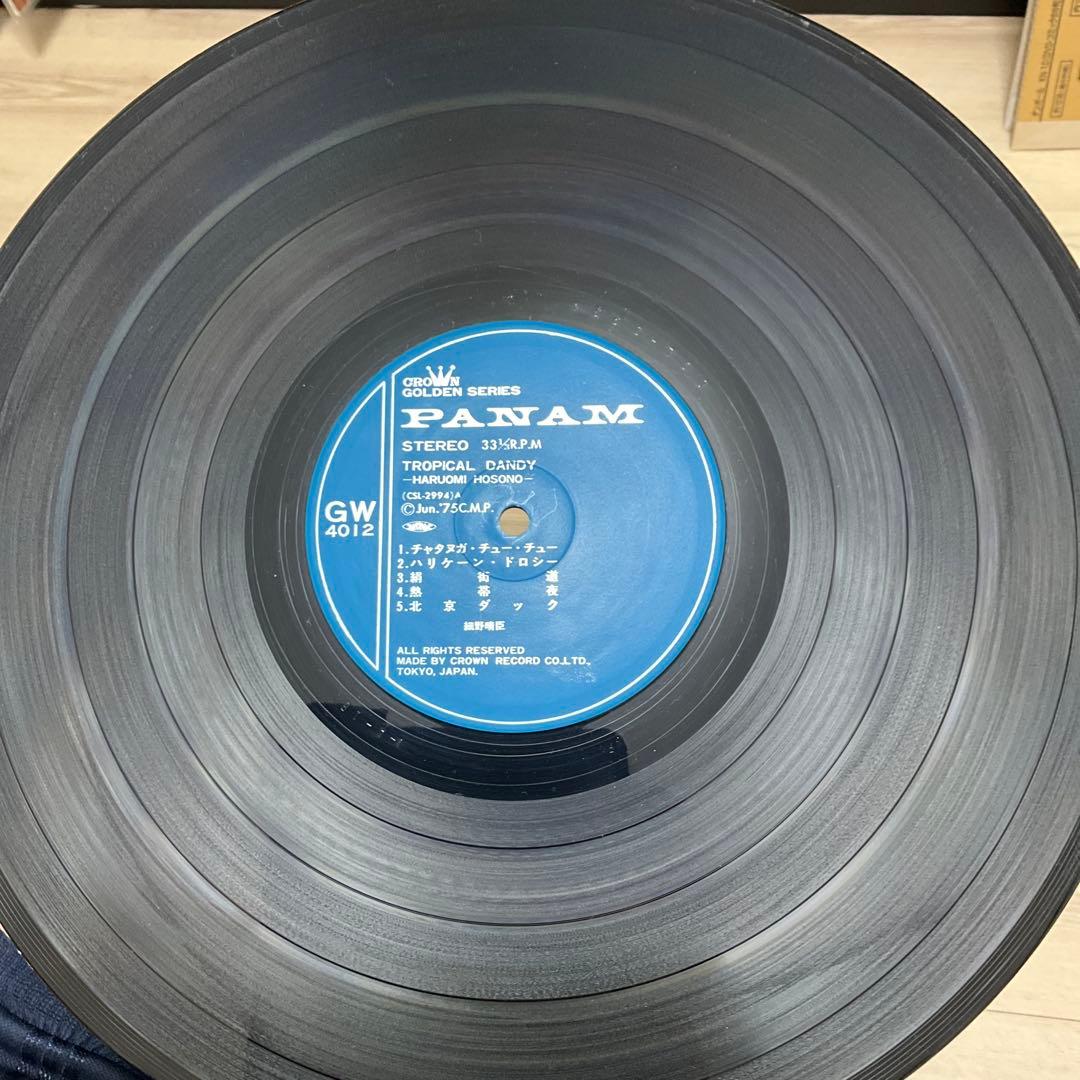 CROWN
GOLDEN SERIES
PANAM
STEREO 33⅓R.P.M
TROPICAL DANDY
-HARUOMI HOSONO-
(CSL-2994)A
©Jun.'75C.M.P.
GW
4012
1.チャタヌガ・チュー・チュー
2.ハリケーン・ドロシー
3.絹街道
4.熱帯夜
5.北京ダック
細野晴臣
ALL RIGHTS RESERVED
MADE BY CROWN RECORD CO.,LTD.,
TOKYO, JAPAN.